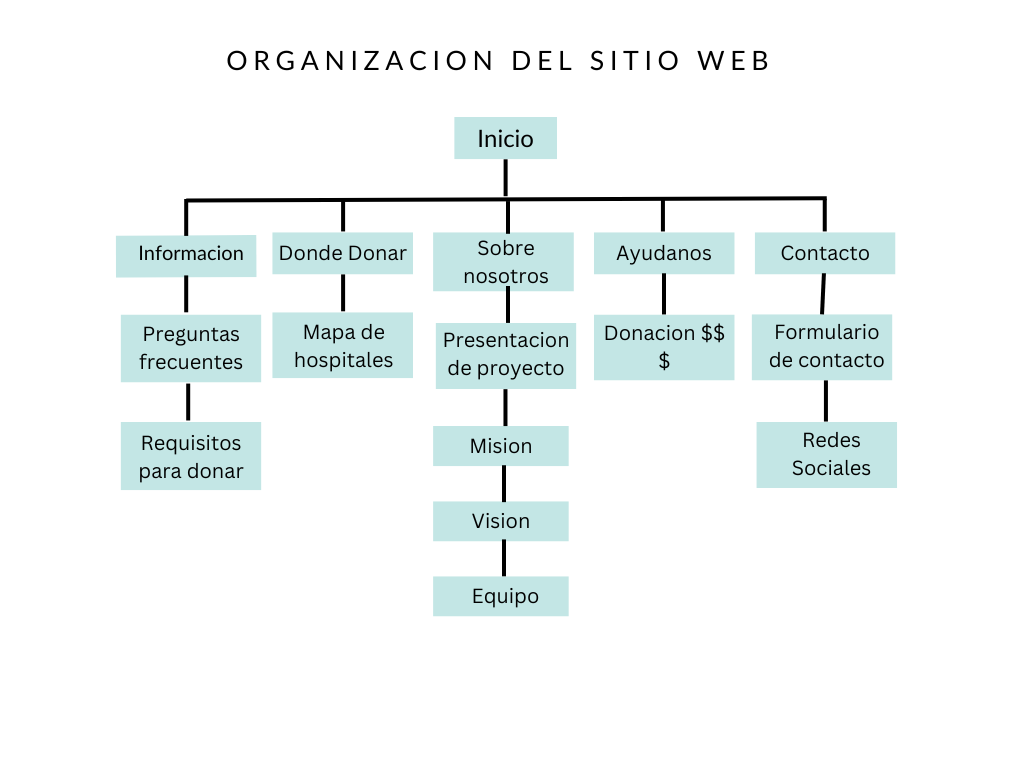 ORGANIZACION DEL SITIO WEB
Inicio
Informacion
Donde Donar
Sobre
nosotros
Ayudanos
Contacto
Preguntas
frecuentes
Mapa de
hospitales
Presentacion
de proyecto
Donacion $$
$
Formulario
de contacto
Requisitos
para donar
Mision
Redes
Sociales
Vision
Equipo